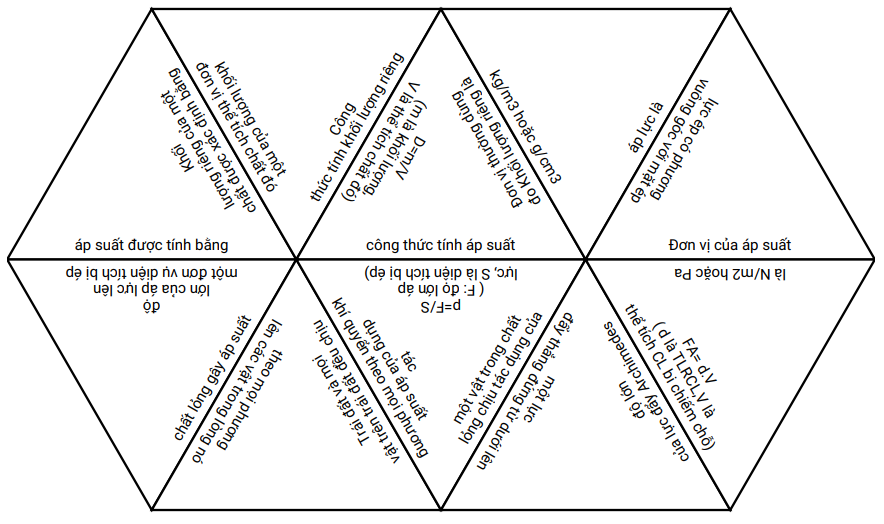 khối lượng của một
đơn vị thể tích chất đó
Khối
lượng riêng của một
chất được xác định bằng
Công
thức tính khối lượng riêng
D=m/V
(m là khối lượng,
V là thể tích chất đó)
kg/m3 hoặc g/cm3
Đơn vị thường dùng
đo khối lượng riêng là
áp lực là
lực ép có phương
vuông góc với mặt ép
áp suất được tính bằng
công thức tính áp suất
Đơn vị của áp suất
độ
lớn của áp lực lên
một đơn vụ diện tích bị ép
p=F/S
( F: độ lớn áp
lực, S là diện tích bị ép)
là N/m2 hoặc Pa
chất lỏng gây áp suất
theo mọi phương
lên các vật trong lòng nó
tác
dụng của áp suất
khí quyển theo mọi phương
Trái đất và mọi
vật trên trái đất đều chịu
một vật trong chất
lỏng chịu tác dụng của
một lực
đẩy thẳng đứng từ dưới lên
FA= d.V
( d là TLRCL,V là
thể tích CL bi chiếm chỗ)
độ lớn
của lực đẩy Archimedes